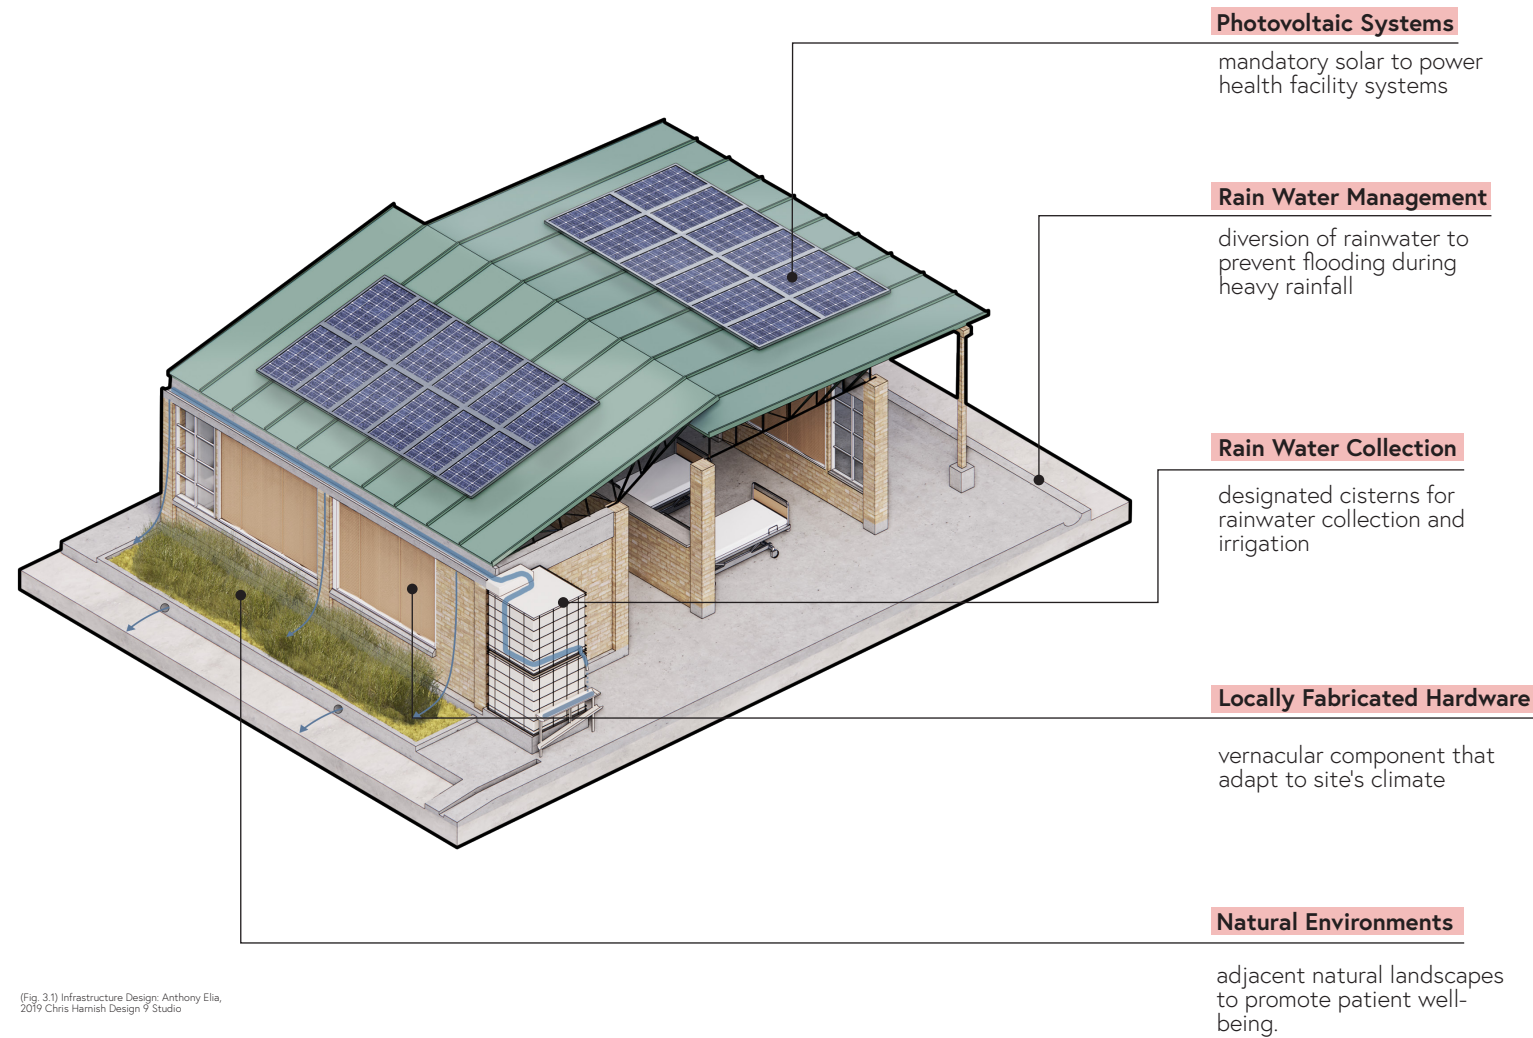 Photovoltaic Systems
mandatory solar to power
health facility systems
Rain Water Management
diversion of rainwater to
prevent flooding during
heavy rainfall
Rain Water Collection
designated cisterns for
rainwater collection and
irrigation
Locally Fabricated Hardware
vernacular component that
adapt to site's climate
Natural Environments
adjacent natural landscapes
to promote patient well-
being.
(Fig. 3.1) Infrastructure Design: Anthony Elia,
2019 Chris Harnish Design 9 Studio